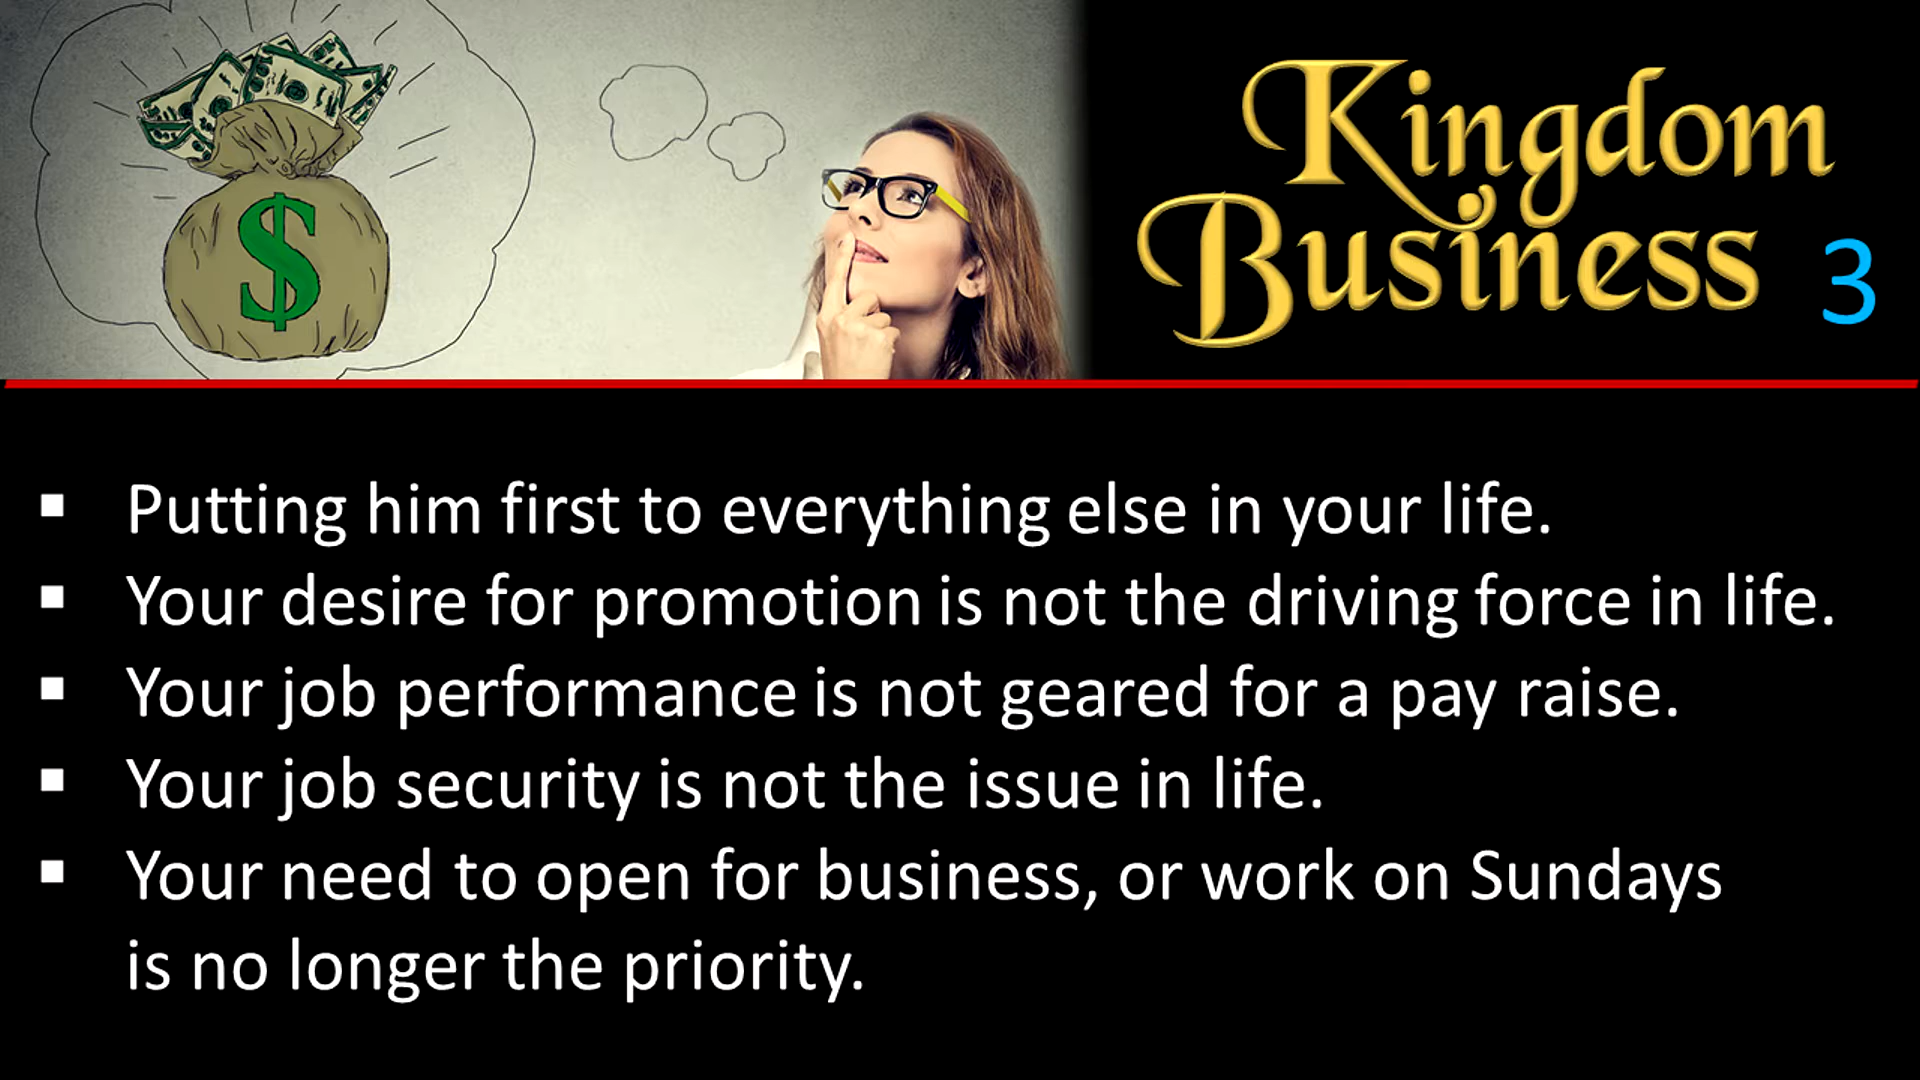 $
Kingdom
Business 3
▪ Putting him first to everything else in your life.
▪ Your desire for promotion is not the driving force in life.
▪ Your job performance is not geared for a pay raise.
▪ Your job security is not the issue in life.
▪ Your need to open for business, or work on Sundays
is no longer the priority.